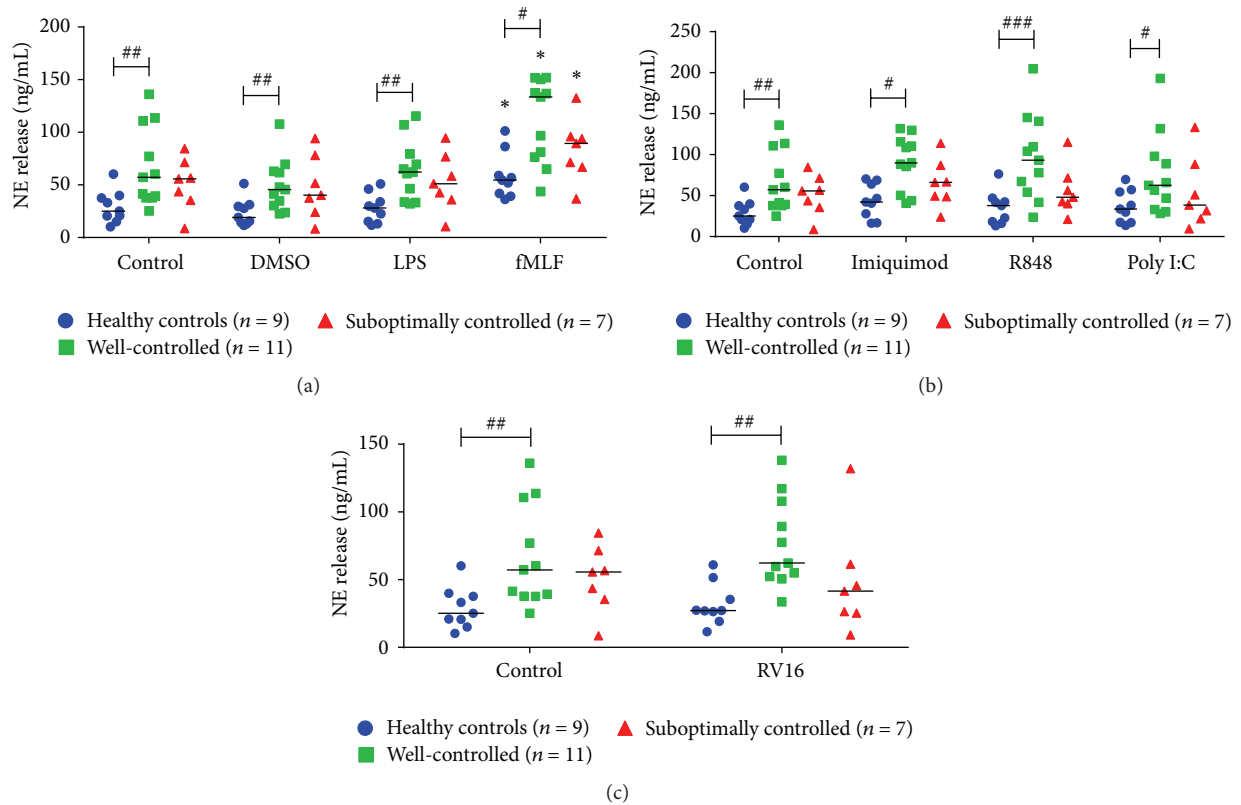 NE release (ng/mL)
200
150
100
50
0
##
##
##
#
*
*
*
Control DMSO LPS fMLF
Healthy controls (n = 9) Suboptimally controlled (n = 7)
Well-controlled (n = 11)
(a)
NE release (ng/mL)
250
200
150
100
50
0
##
#
###
#
Control Imiquimod R848 Poly I:C
Healthy controls (n = 9) Suboptimally controlled (n = 7)
Well-controlled (n = 11)
(b)
NE release (ng/mL)
150
100
50
0
##
##
Control RV16
Healthy controls (n = 9) Suboptimally controlled (n = 7)
Well-controlled (n = 11)
(c)